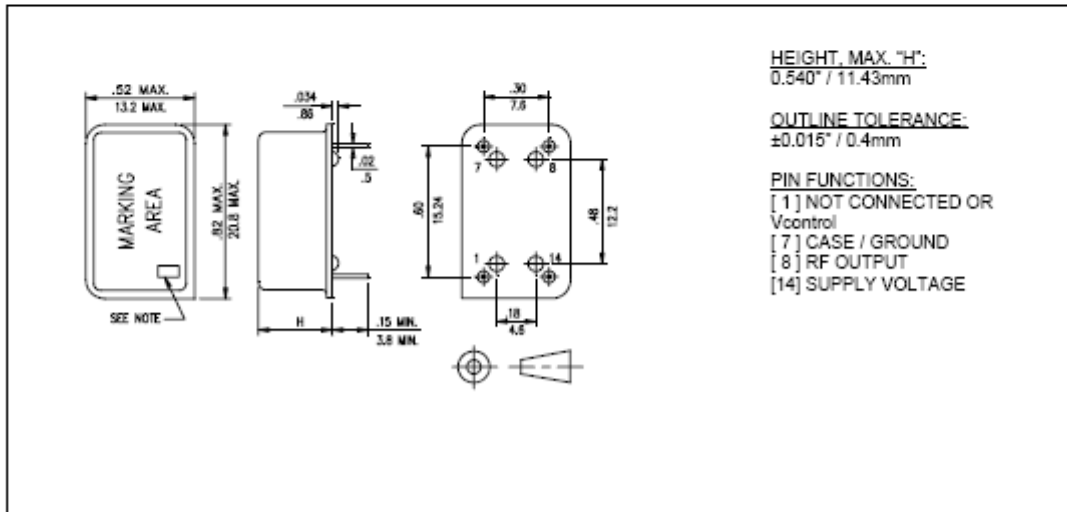 .52 MAX.
13.2 MAX.
MARKING
AREA
.82 MAX.
20.8 MAX.
SEE NOTE
.034
.86
.02
.5
H
.15 MIN.
3.8 MIN.
.30
7.6
7
8
.60
15.24
.48
12.2
1
14
.18
4.6
HEIGHT, MAX. "H":
0.540" / 11.43mm
OUTLINE TOLERANCE:
±0.015" / 0.4mm
PIN FUNCTIONS:
[ 1 ] NOT CONNECTED OR
Vcontrol
[ 7 ] CASE / GROUND
[ 8 ] RF OUTPUT
[14] SUPPLY VOLTAGE